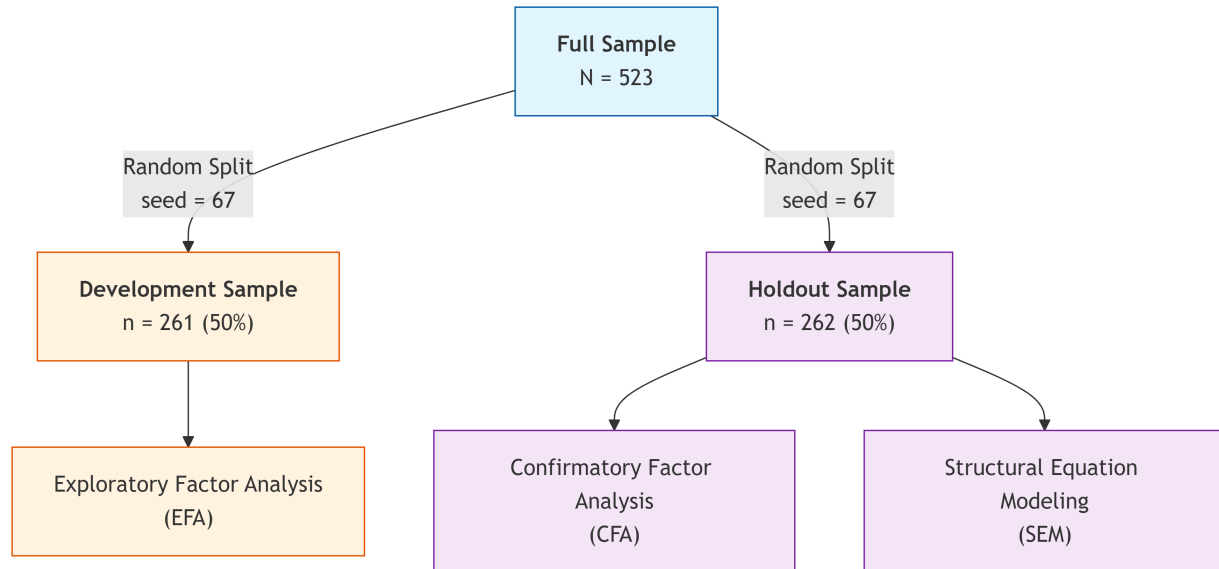 Full Sample
N = 523
Random Split
seed = 67
Random Split
seed = 67
Development Sample
n = 261 (50%)
Holdout Sample
n = 262 (50%)
Exploratory Factor Analysis
(EFA)
Confirmatory Factor
Analysis
(CFA)
Structural Equation
Modeling
(SEM)